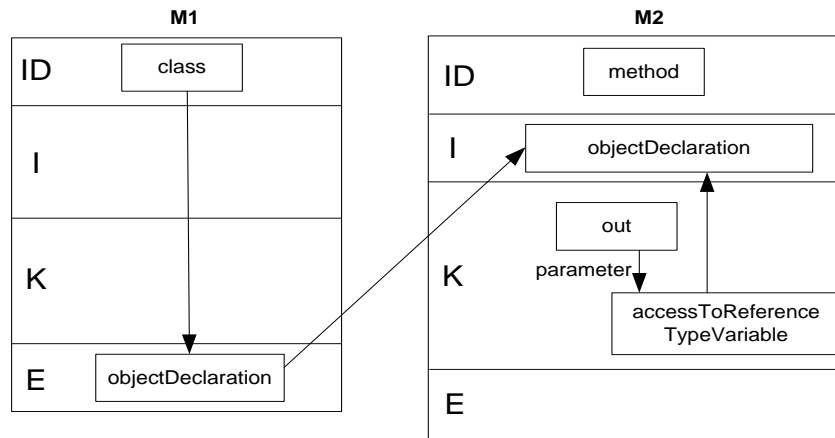 M1
ID
class
I
K
E
objectDeclaration
M2
ID
method
I
objectDeclaration
K
out
parameter
accessToReference
TypeVariable
E